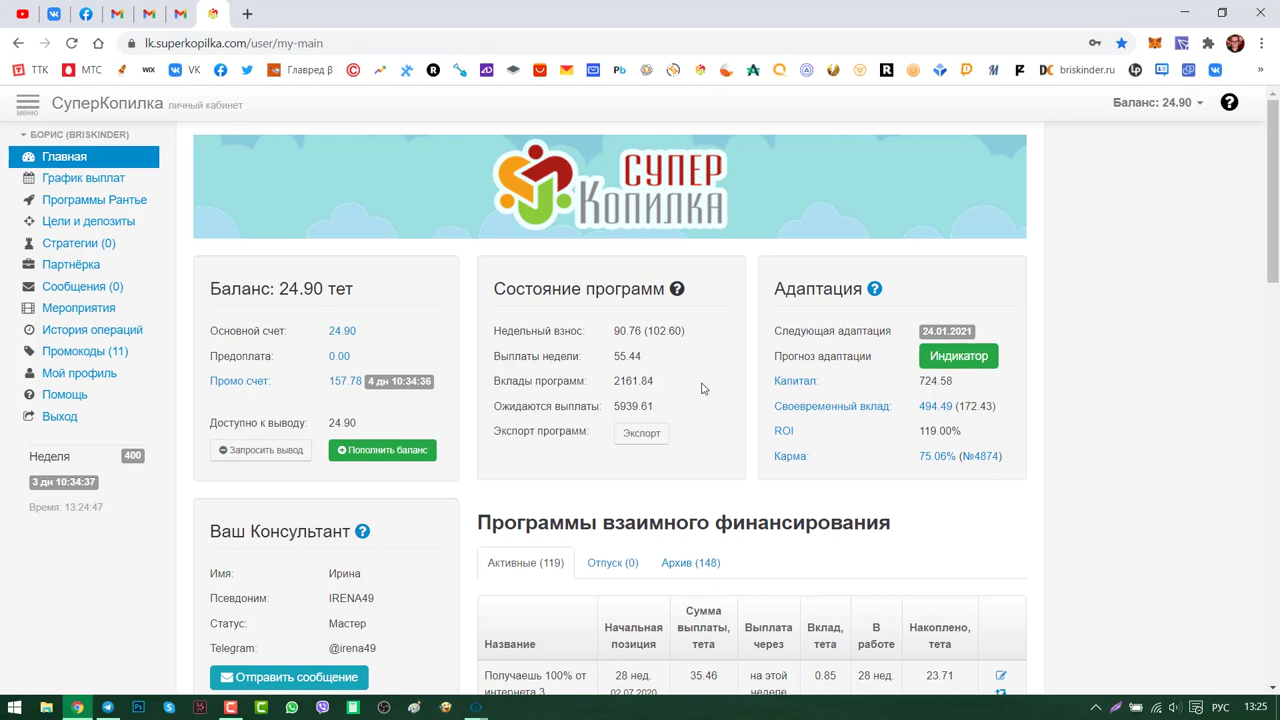 lk.superkopilka.com/user/my-main
ТТК
МТС
WIX
VK
Главред β
Pb
briskinder.ru
меню
СуперКопилка личный кабинет
Баланс: 24.90
БОРИС (BRISKINDER)
Главная
График выплат
Программы Рантье
Цели и депозиты
Стратегии (0)
Партнёрка
Сообщения (0)
Мероприятия
История операций
Промокоды (11)
Мой профиль
Помощь
Выход
Неделя 400
3 дн 10:34:37
Время: 13:24:47
СУПЕР
Копилка
Баланс: 24.90 тет
Основной счет: 24.90
Предоплата: 0.00
Промо счет: 157.78 4 дн 10:34:36
Доступно к выводу: 24.90
Запросить вывод
Пополнить баланс
Состояние программ
Недельный взнос: 90.76 (102.60)
Выплаты недели: 55.44
Вклады программ: 2161.84
Ожидаются выплаты: 5939.61
Экспорт программ: Экспорт
Адаптация
Следующая адаптация 24.01.2021
Прогноз адаптации Индикатор
Капитал: 724.58
Своевременный вклад: 494.49 (172.43)
ROI 119.00%
Карма: 75.06% (№4874)
Ваш Консультант
Имя: Ирина
Псевдоним: IRENA49
Статус: Мастер
Telegram: @irena49
Отправить сообщение
Программы взаимного финансирования
Активные (119) Отпуск (0) Архив (148)
Название
Начальная позиция
Сумма выплаты, тета
Выплата через
Вклад, тета
В работе
Накоплено, тета
Получаешь 100% от интернета 3
28 нед. 02.07.2020
35.46
на этой неделе
0.85
28 нед.
23.71
РУС
13:25